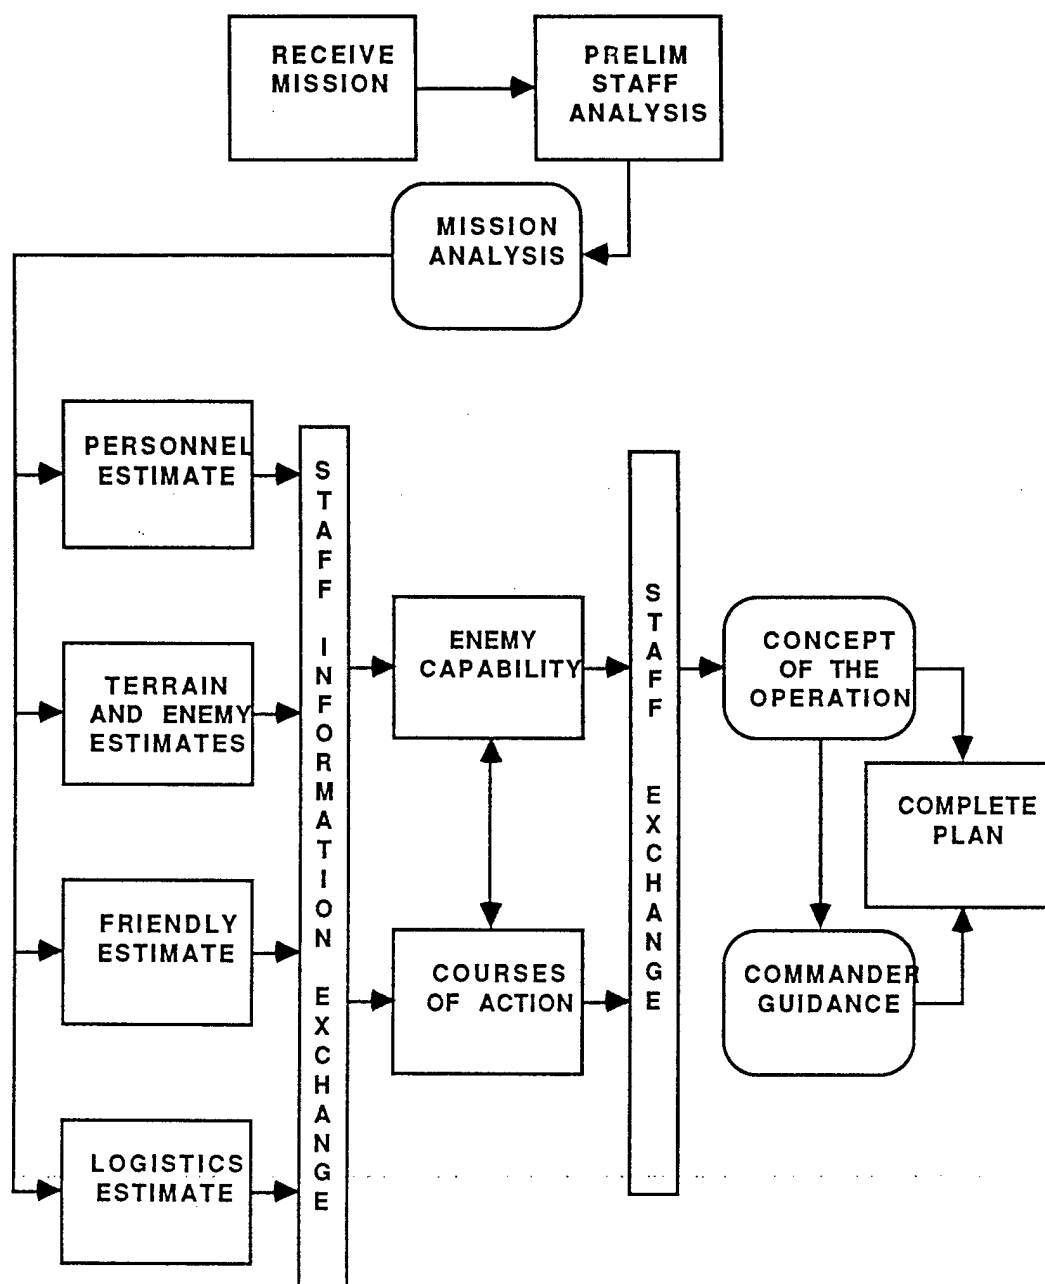 RECEIVE
MISSION
PRELIM
STAFF
ANALYSIS
MISSION
ANALYSIS
PERSONNEL
ESTIMATE
TERRAIN
AND ENEMY
ESTIMATES
FRIENDLY
ESTIMATE
LOGISTICS
ESTIMATE
STAFF INFORMATION EXCHANGE
ENEMY
CAPABILITY
COURSES
OF ACTION
STAFF EXCHANGE
CONCEPT
OF THE
OPERATION
COMMANDER
GUIDANCE
COMPLETE
PLAN